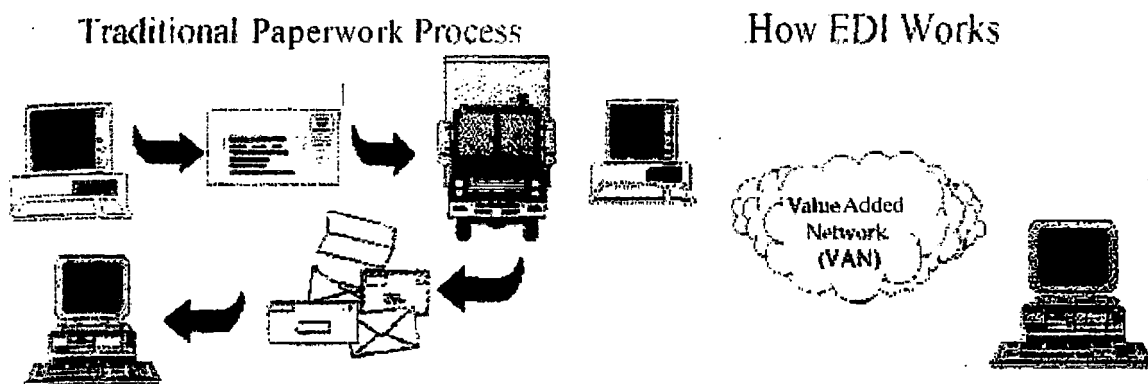 Traditional Paperwork Process
How EDI Works
Value Added
Network
(VAN)